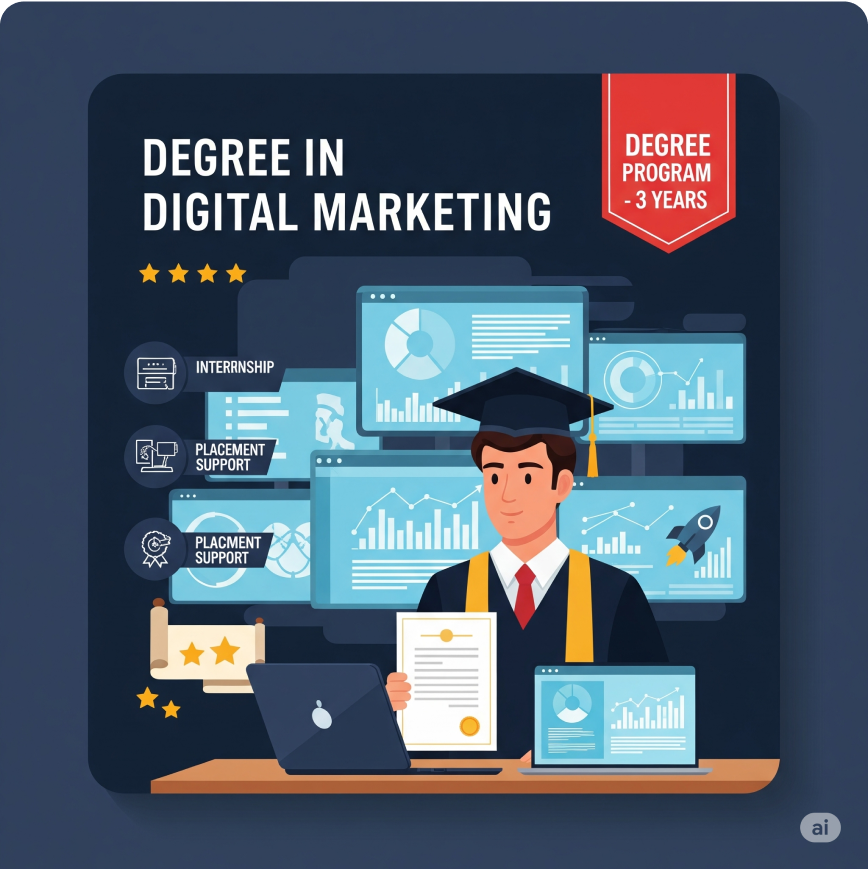 DEGREE IN
DIGITAL MARKETING
DEGREE
PROGRAM
- 3 YEARS
INTERRNSHIP
PLACEMENT
SUPPORT
PLACMENT
SUPPORT
ai